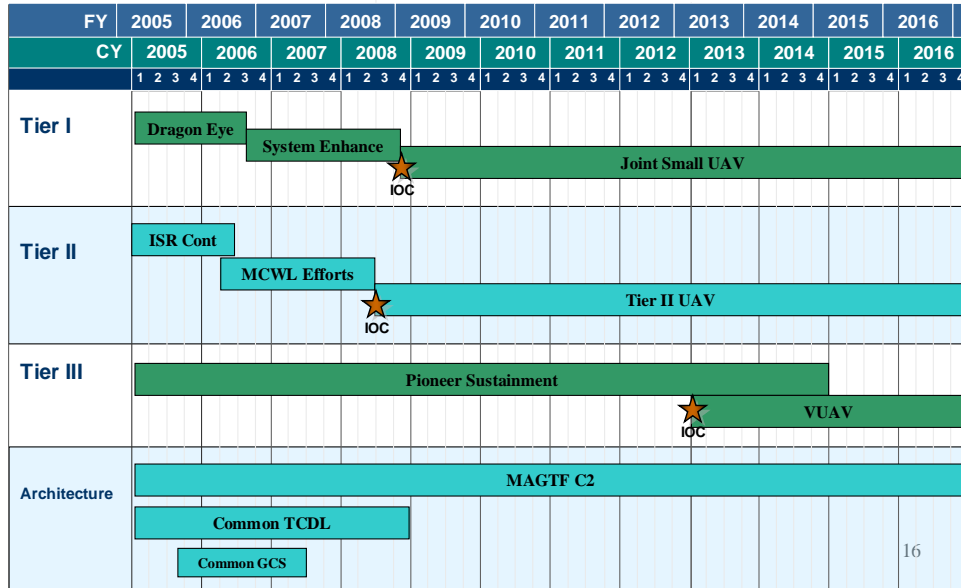 FY 2005 2006 2007 2008 2009 2010 2011 2012 2013 2014 2015 2016
CY 2005 2006 2007 2008 2009 2010 2011 2012 2013 2014 2015 2016
1 2 3 4 1 2 3 4 1 2 3 4 1 2 3 4 1 2 3 4 1 2 3 4 1 2 3 4 1 2 3 4 1 2 3 4 1 2 3 4 1 2 3 4 1 2 3 4
Tier I
Dragon Eye
System Enhance
Joint Small UAV
IOC
Tier II
ISR Cont
MCWL Efforts
Tier II UAV
IOC
Tier III
Pioneer Sustainment
VUAV
IOC
Architecture
MAGTF C2
Common TCDL
Common GCS
16